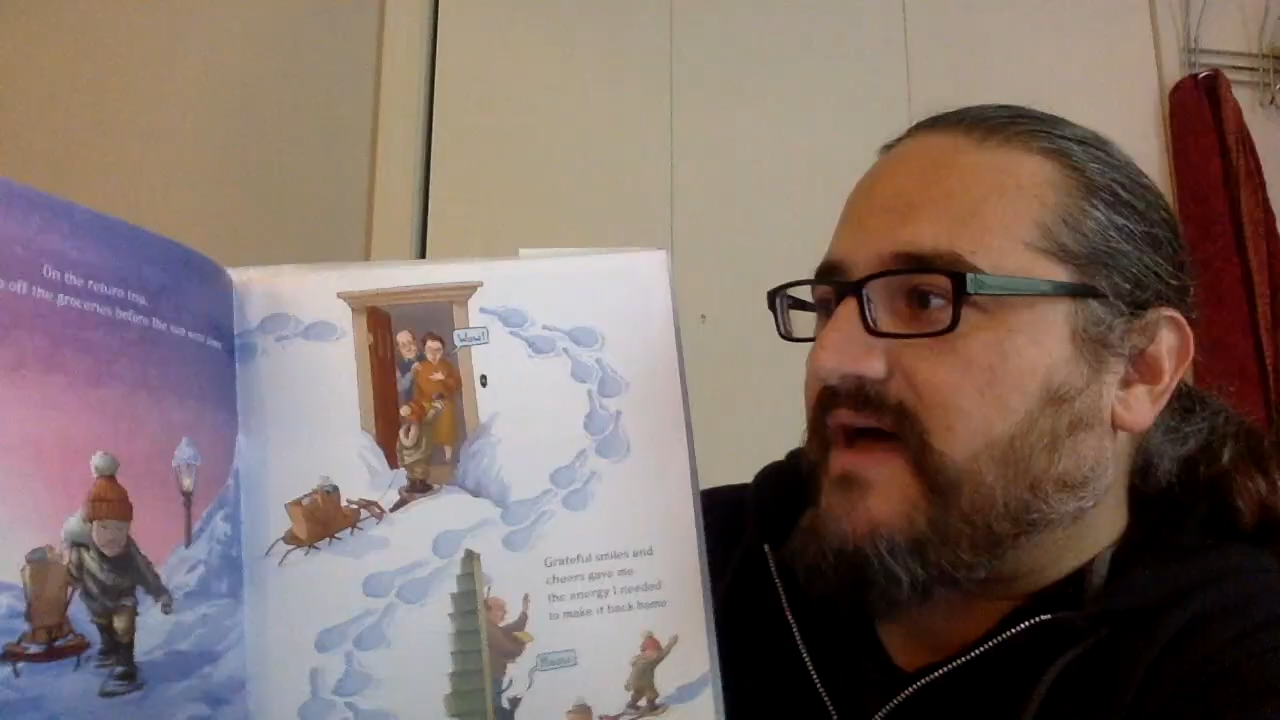 On the return trip,
off the groceries before the sun went down
Wow!
Grateful smiles and
cheers gave me
the energy I needed
to make it back home
Meow!